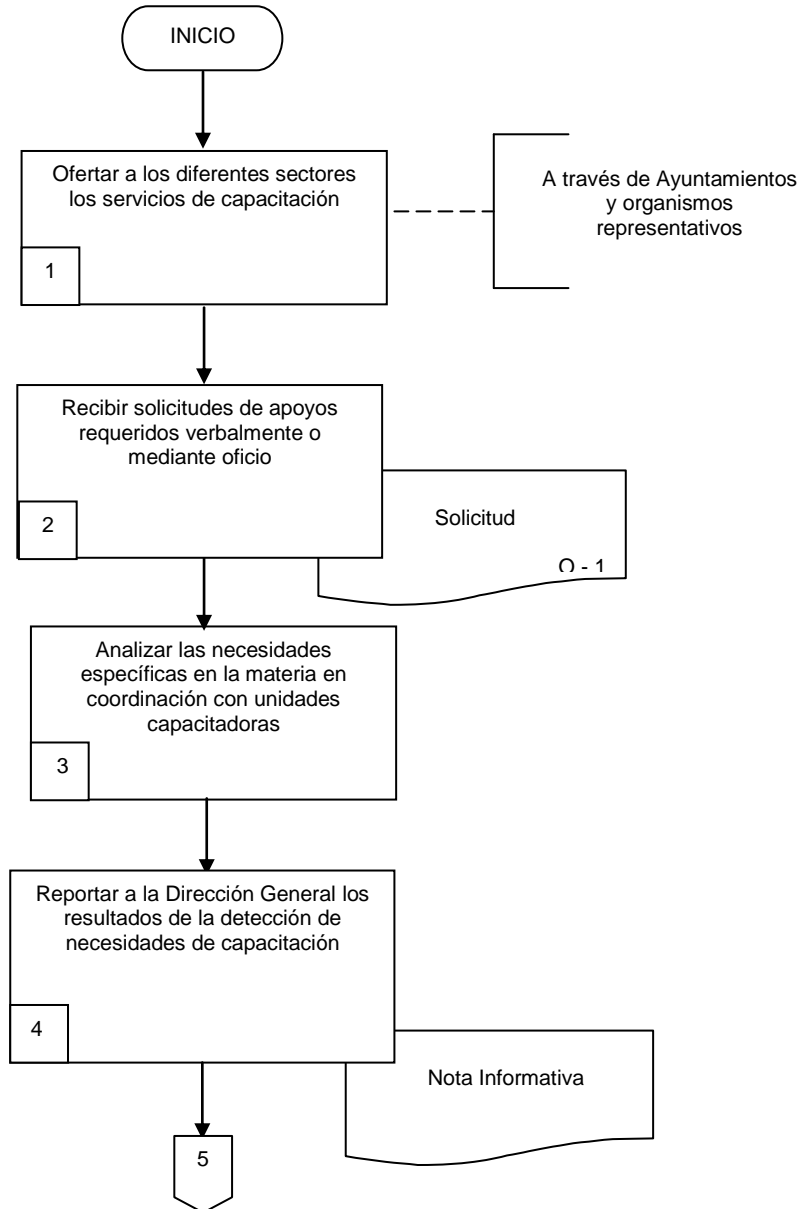 INICIO
Ofertar a los diferentes sectores
los servicios de capacitación
1
A través de Ayuntamientos
y organismos
representativos
Recibir solicitudes de apoyos
requeridos verbalmente o
mediante oficio
2
Solicitud
O - 1
Analizar las necesidades
específicas en la materia en
coordinación con unidades
capacitadoras
3
Reportar a la Dirección General los
resultados de la detección de
necesidades de capacitación
4
Nota Informativa
5